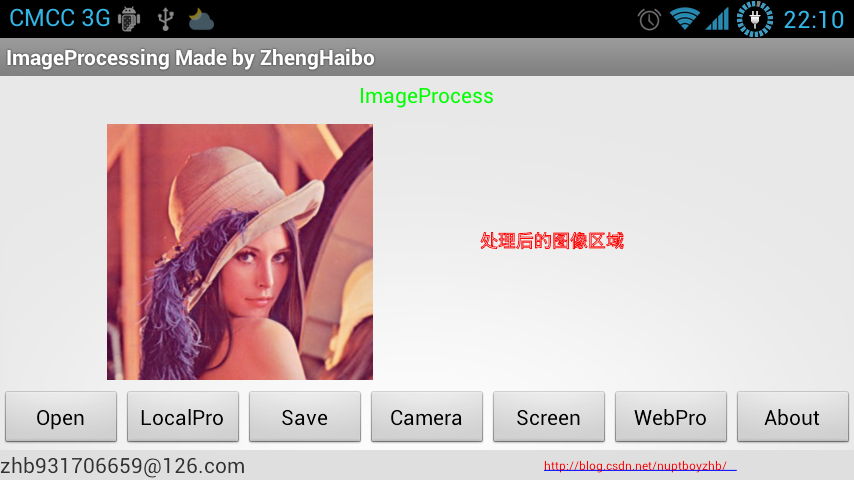 CMCC 3G
22:10
ImageProcessing Made by ZhengHaibo
ImageProcess
处理后的图像区域
Open LocalPro Save Camera Screen WebPro About
zhb931706659@126.com
http://blog.csdn.net/nuptboyzhb/